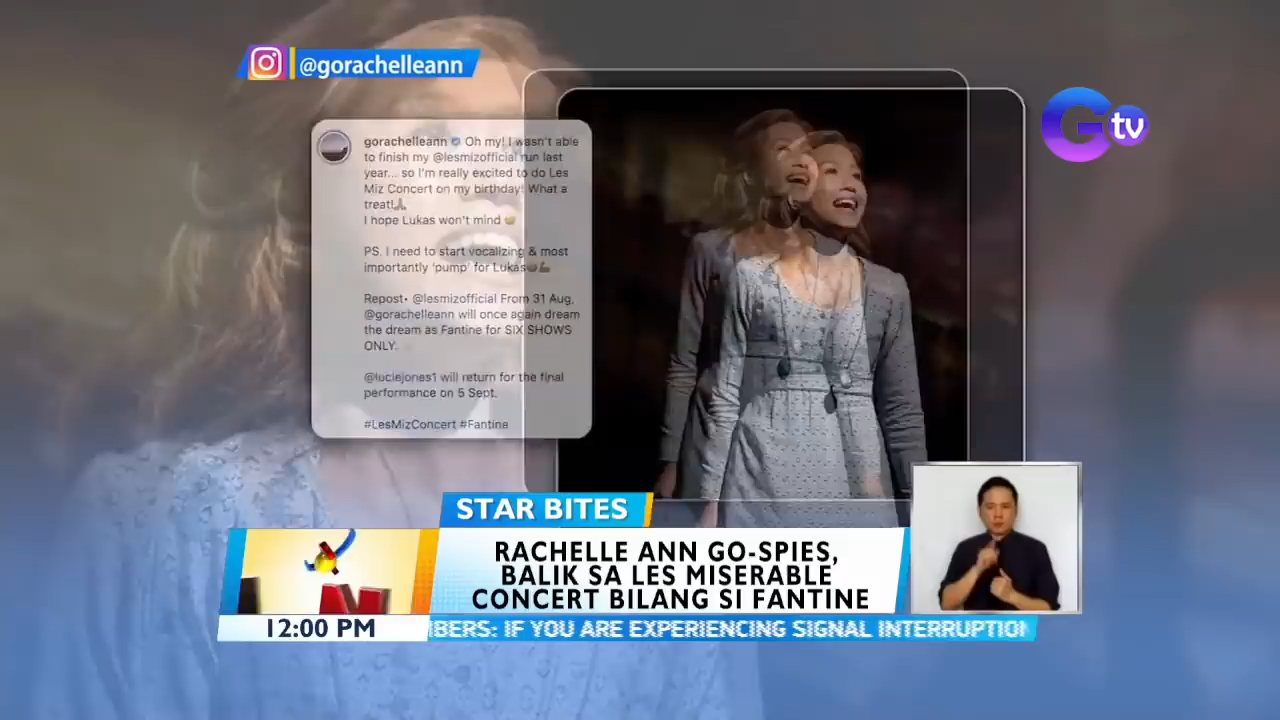 @gorachelleann
Gtv
gorachelleann Oh my! I wasn't able
to finish my @lesmizofficial run last
year... so I'm really excited to do Les
Miz Concert on my birthday! What a
treat!
I hope Lukas won't mind
PS. I need to start vocalizing & most
importantly 'pump' for Lukas
Repost• @lesmizofficial From 31 Aug,
@gorachelleann will once again dream
the dream as Fantine for SIX SHOWS
ONLY.
@luciejones1 will return for the final
performance on 5 Sept.
#LesMizConcert #Fantine
STAR BITES
RACHELLE ANN GO-SPIES,
BALIK SA LES MISERABLE
CONCERT BILANG SI FANTINE
12:00 PM
IBERS: IF YOU ARE EXPERIENCING SIGNAL INTERRUPTION